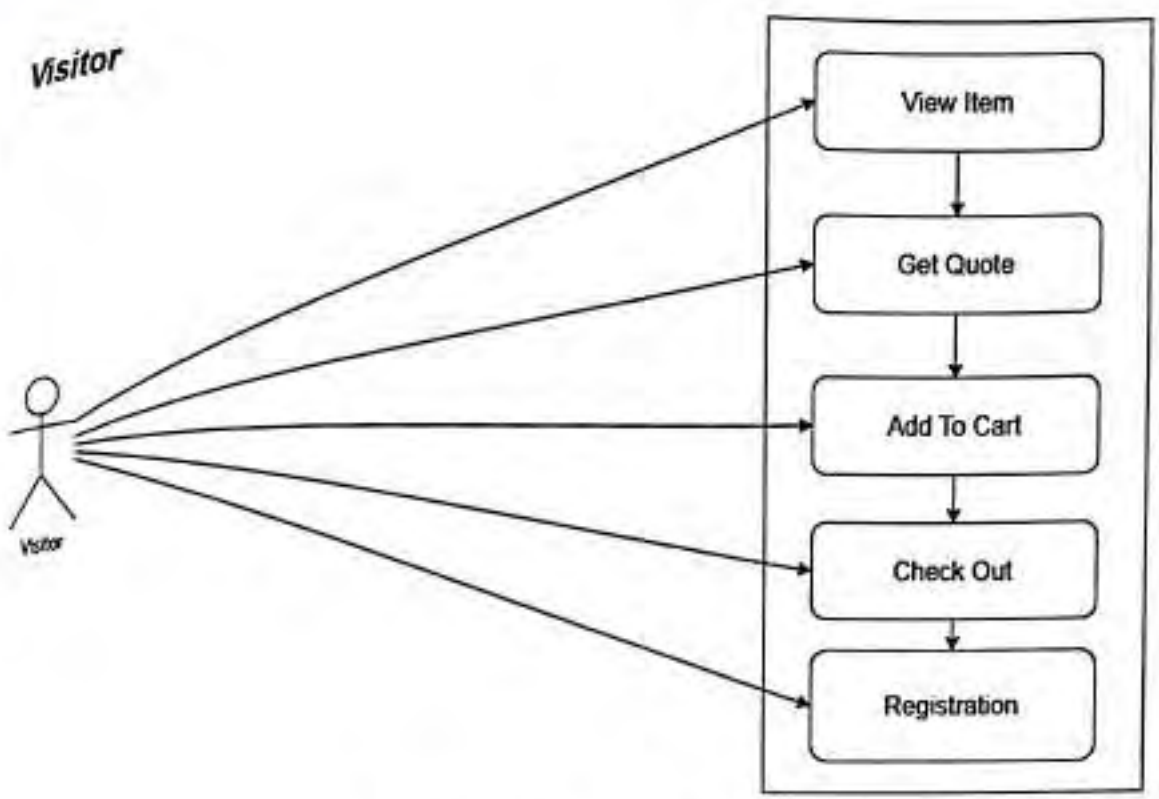 Visitor
View Item
Get Quote
Add To Cart
Check Out
Registration
Visitor